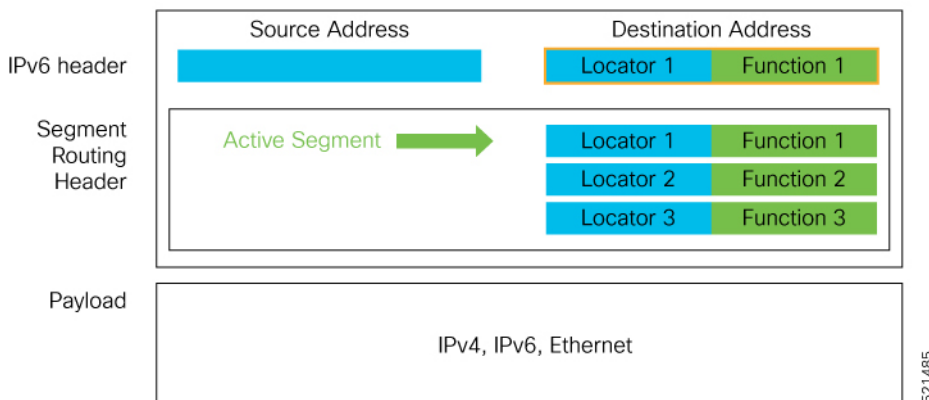 Source Address
Destination Address
IPv6 header
Locator 1
Function 1
Segment
Routing
Header
Active Segment
Locator 1
Function 1
Locator 2
Function 2
Locator 3
Function 3
Payload
IPv4, IPv6, Ethernet
521485